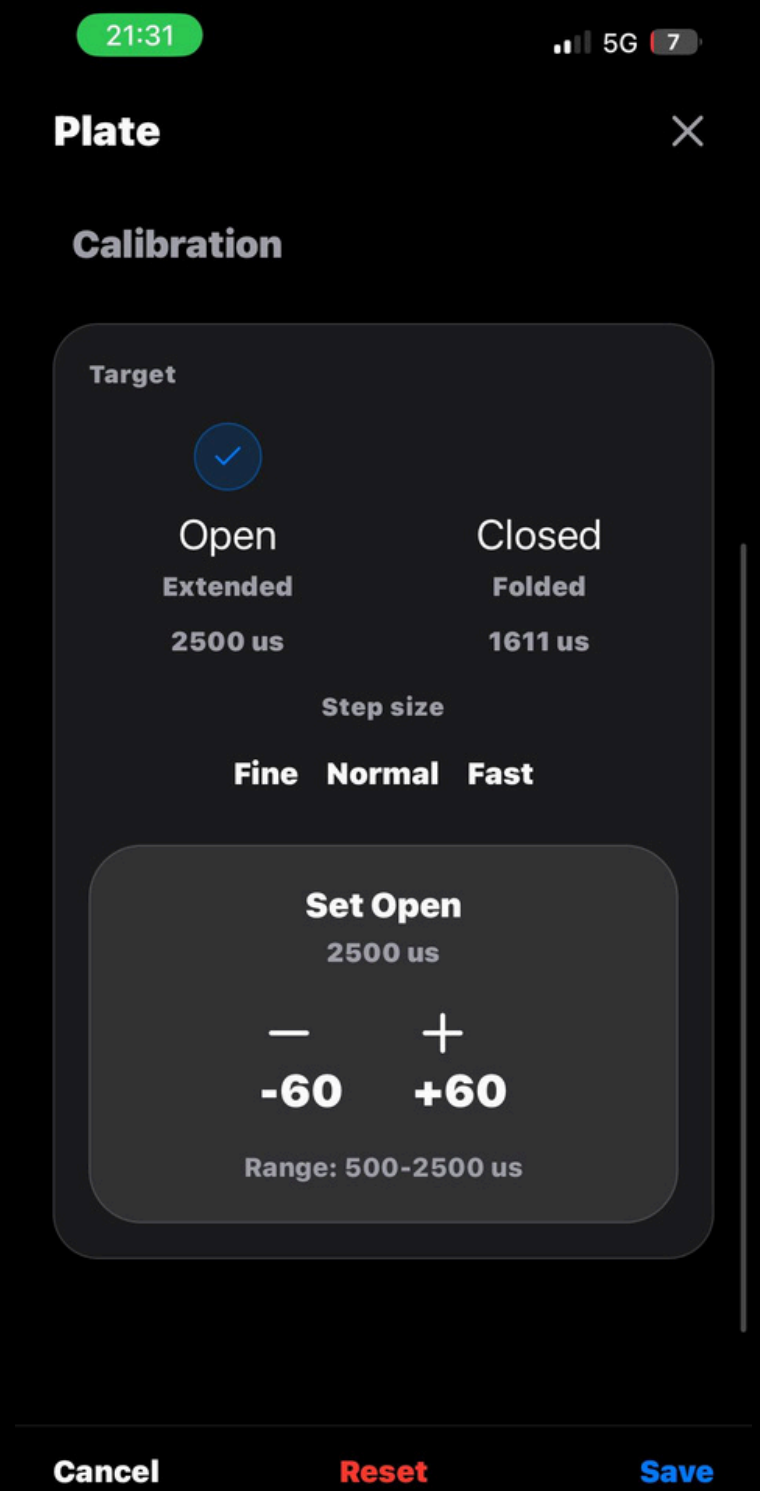 21:31 5G 7
Plate
Calibration
Target
Open Closed
Extended Folded
2500 us 1611 us
Step size
Fine Normal Fast
Set Open
2500 us
-60 +60
Range: 500-2500 us
Cancel Reset Save